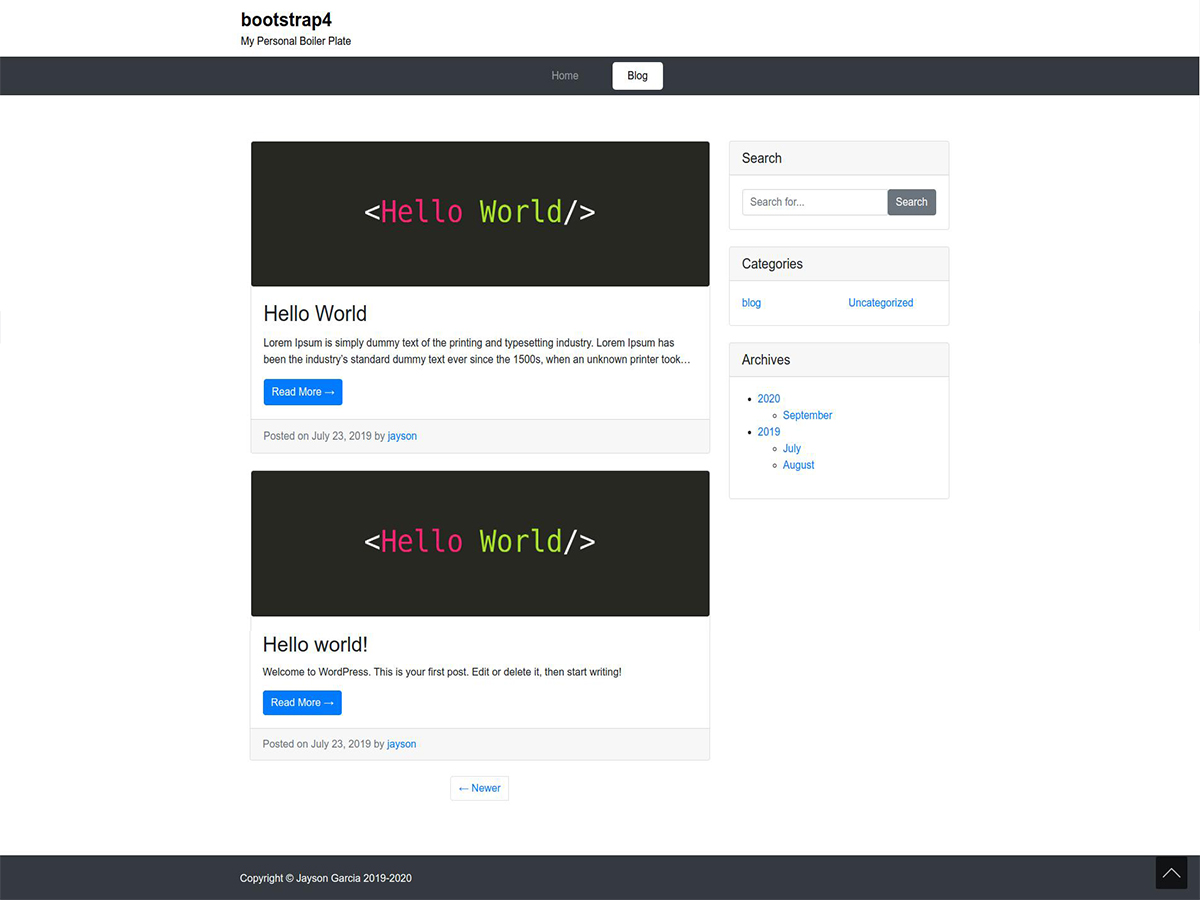 bootstrap4
My Personal Boiler Plate
Home
Blog
<Hello World/>
Hello World
Lorem Ipsum is simply dummy text of the printing and typesetting industry. Lorem Ipsum has
been the industry's standard dummy text ever since the 1500s, when an unknown printer took...
Read More →
Posted on July 23, 2019 by jayson
<Hello World/>
Hello world!
Welcome to WordPress. This is your first post. Edit or delete it, then start writing!
Read More →
Posted on July 23, 2019 by jayson
← Newer
Search
Search for...
Search
Categories
blog
Uncategorized
Archives
2020
September
2019
July
August
Copyright © Jayson Garcia 2019-2020